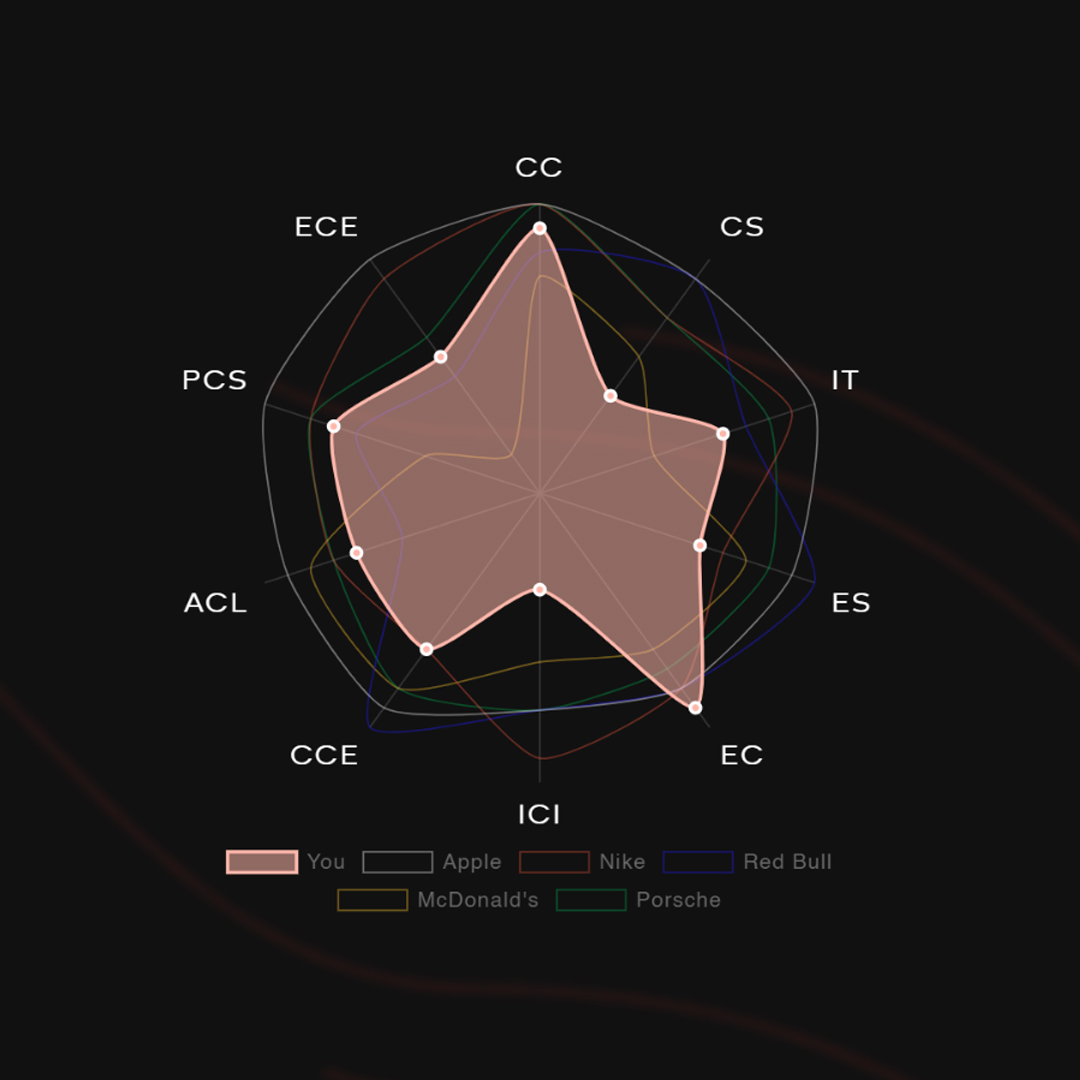 CC
ECE
CS
PCS
IT
ACL
ES
CCE
EC
ICI
You Apple Nike Red Bull
McDonald's Porsche